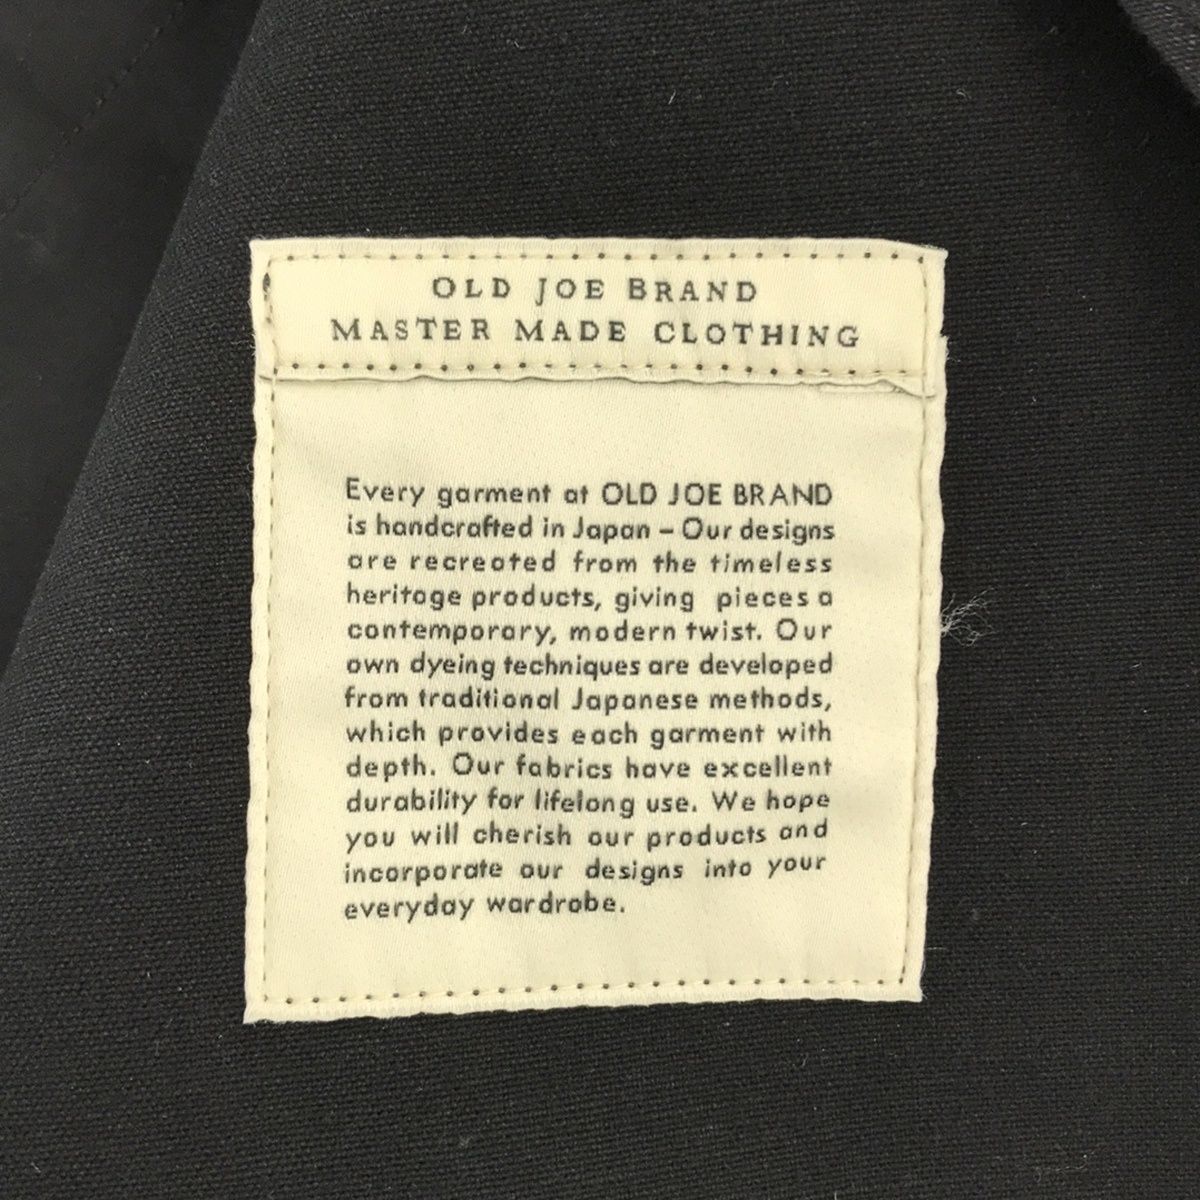 OLD JOE BRAND
MASTER MADE CLOTHING
Every garment at OLD JOE BRAND
is handcrafted in Japan – Our designs
are recreated from the timeless
heritage products, giving pieces a
contemporary, modern twist. Our
own dyeing techniques are developed
from traditional Japanese methods,
which provides each garment with
depth. Our fabrics have excellent
durability for lifelong use. We hope
you will cherish our products and
incorporate our designs into your
everyday wardrobe.